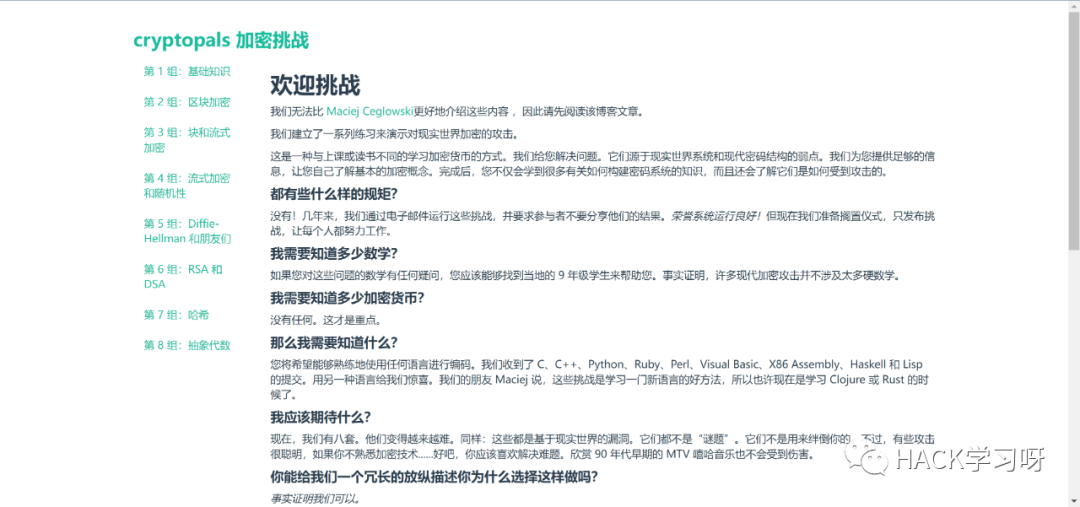 cryptopals 加密挑战
第 1 组：基础知识
第 2 组：区块加密
第 3 组：块和流式
加密
第 4 组：流式加密
和随机性
第 5 组：Diffie-
Hellman 和朋友们
第 6 组：RSA 和
DSA
第 7 组：哈希
第 8 组：抽象代数
欢迎挑战
我们无法比 Maciej Ceglowski更好地介绍这些内容 ，因此请先阅读该博客文章。
我们建立了一系列练习来演示对现实世界加密的攻击。
这是一种与上课或读书不同的学习加密货币的方式。我们给您解决问题。它们源于现实世界系统和现代密码结构的弱点。我们为您提供足够的信
息，让您自己了解基本的加密概念。完成后，您不仅会学到很多有关如何构建密码系统的知识，而且还会了解它们是如何受到攻击的。
都有些什么样的规矩？
没有！几年来，我们通过电子邮件运行这些挑战，并要求参与者不要分享他们的结果。荣誉系统运行良好！但现在我们准备搁置仪式，只发布挑
战，让每个人都努力工作。
我需要知道多少数学？
如果您对这些问题的数学有任何疑问，您应该能够找到当地的 9 年级学生来帮助您。事实证明，许多现代加密攻击并不涉及太多硬数学。
我需要知道多少加密货币？
没有任何。这才是重点。
那么我需要知道什么？
您将希望能够熟练地使用任何语言进行编码。我们收到了 C、C++、Python、Ruby、Perl、Visual Basic、X86 Assembly、Haskell 和 Lisp
的提交。用另一种语言给我们惊喜。我们的朋友 Maciej 说，这些挑战是学习一门新语言的好方法，所以也许现在是学习 Clojure 或 Rust 的时
候了。
我应该期待什么？
现在，我们有八套。他们变得越来越难。同样：这些都是基于现实世界的漏洞。它们都不是“谜题”。它们不是用来绊倒你的。不过，有些攻击
很聪明，如果你不熟悉加密技术......好吧，你应该喜欢解决难题。欣赏 90 年代早期的 MTV 嘻哈音乐也不会受到伤害。
HACK学习呀
你能给我们一个冗长的放纵描述你为什么选择这样做吗？
事实证明我们可以。